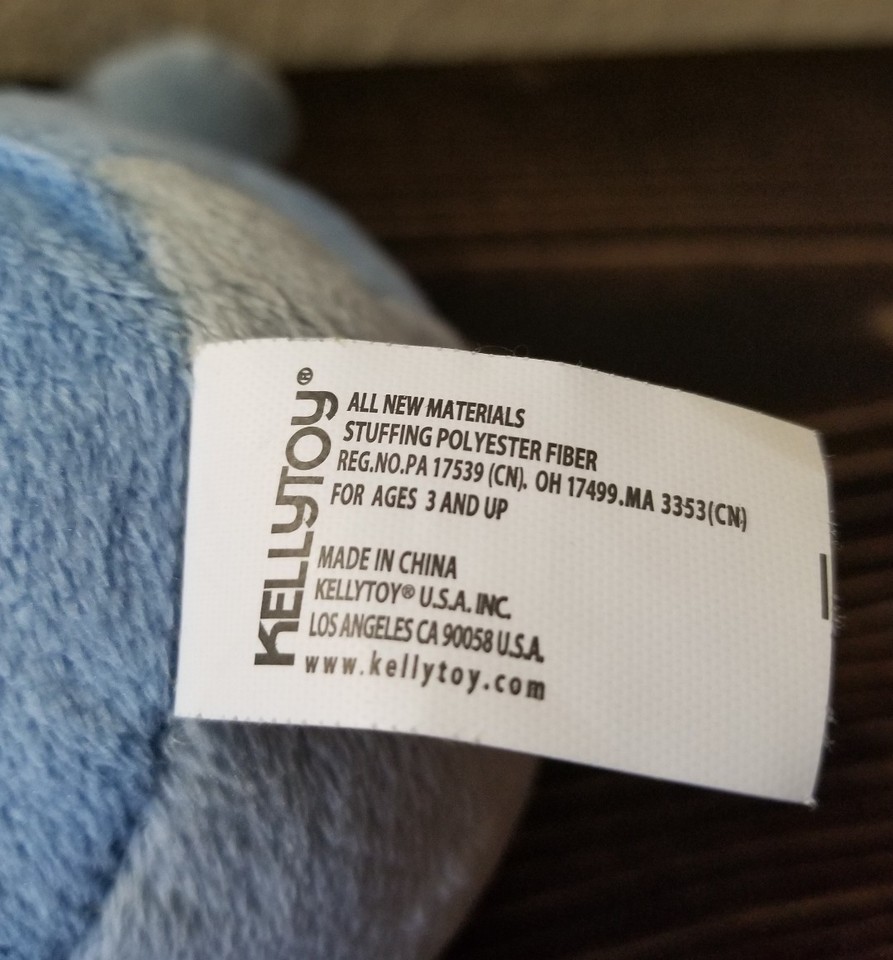 KELLYTOY®
ALL NEW MATERIALS
STUFFING POLYESTER FIBER
REG.NO.PA 17539 (CN). OH 17499.MA 3353(CN)
FOR AGES 3 AND UP
MADE IN CHINA
KELLYTOY® U.S.A. INC.
LOS ANGELES CA 90058 U.S.A.
www.kellytoy.com